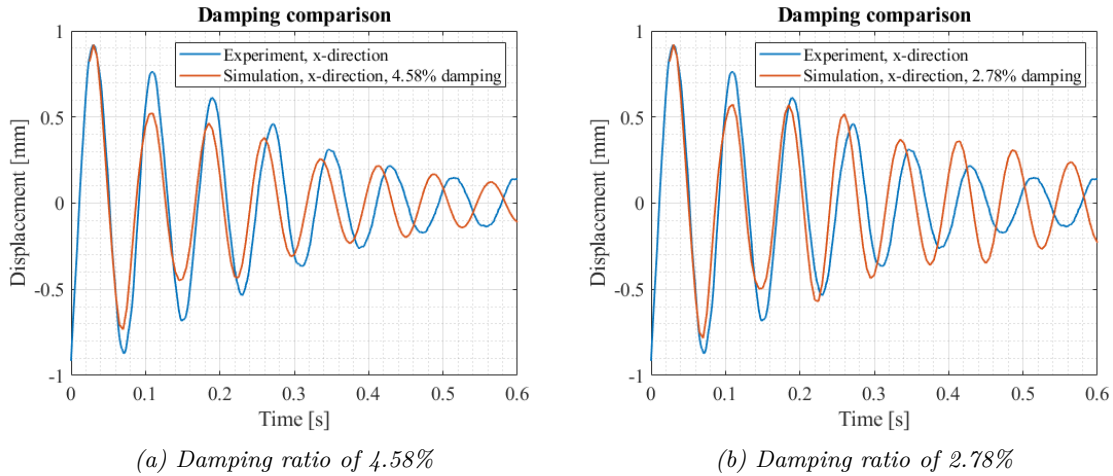 Damping comparison
1
0.5
0
-0.5
-1
Displacement [mm]
Experiment, x-direction
Simulation, x-direction, 4.58% damping
0 0.1 0.2 0.3 0.4 0.5 0.6
Time [s]
(a) Damping ratio of 4.58%
Damping comparison
1
0.5
0
-0.5
-1
Displacement [mm]
Experiment, x-direction
Simulation, x-direction, 2.78% damping
0 0.1 0.2 0.3 0.4 0.5 0.6
Time [s]
(b) Damping ratio of 2.78%